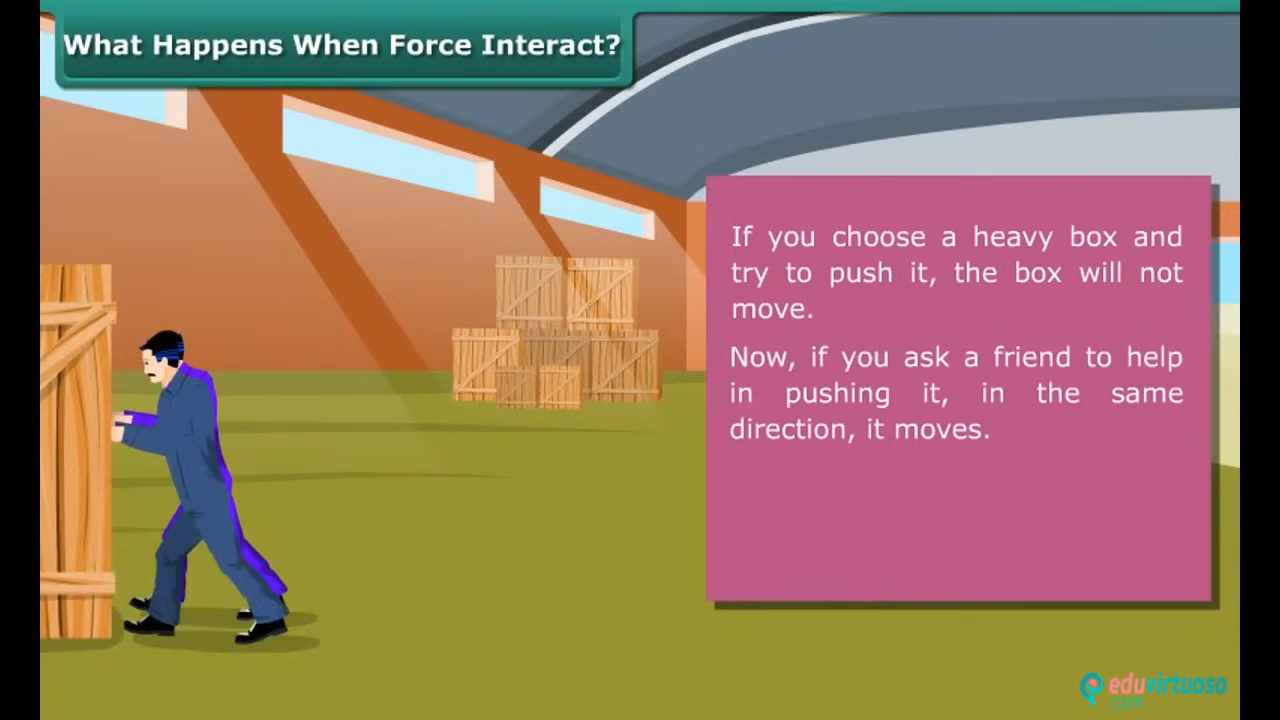 What Happens When Force Interact?
If you choose a heavy box and
try to push it, the box will not
move.
Now, if you ask a friend to help
in pushing it, in the same
direction, it moves.
eduvirtuoso
.com